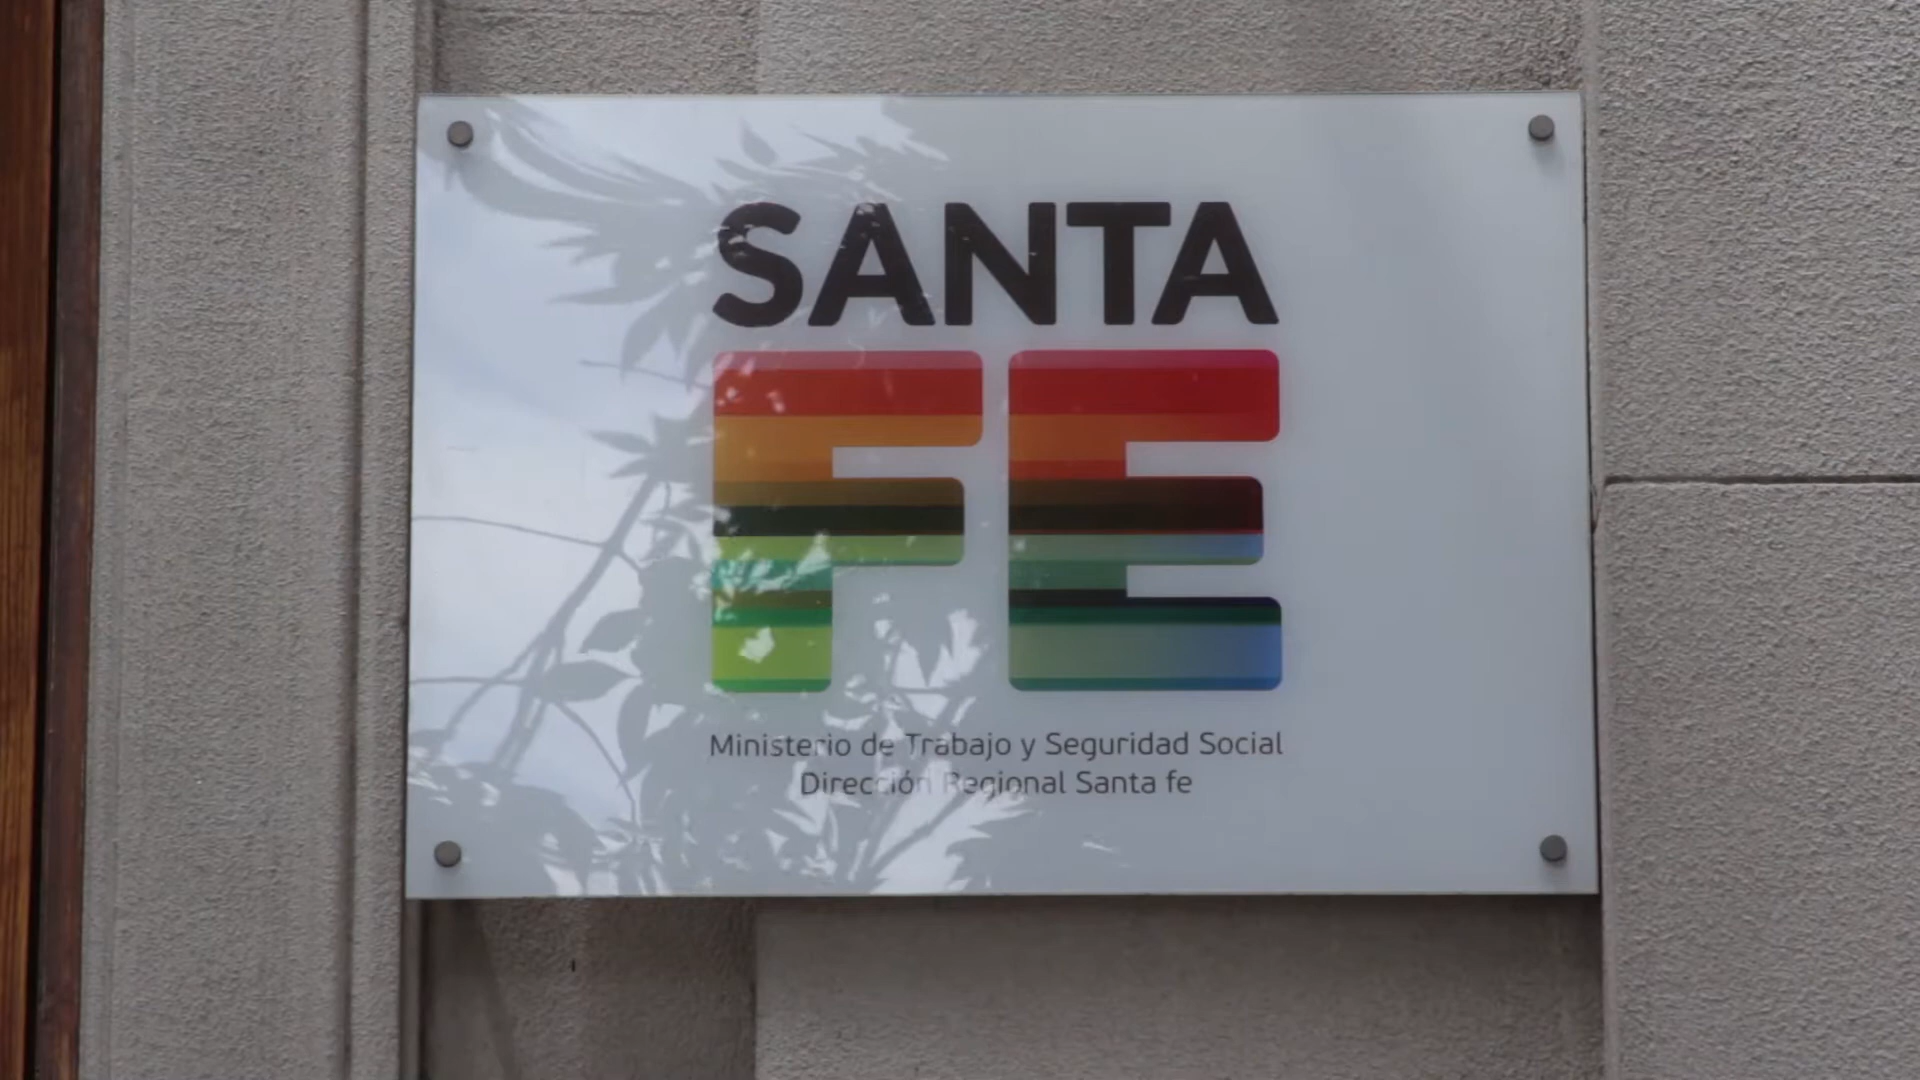 SANTA
FE
Ministerio de Trabajo y Seguridad Social
Dirección Regional Santa fe